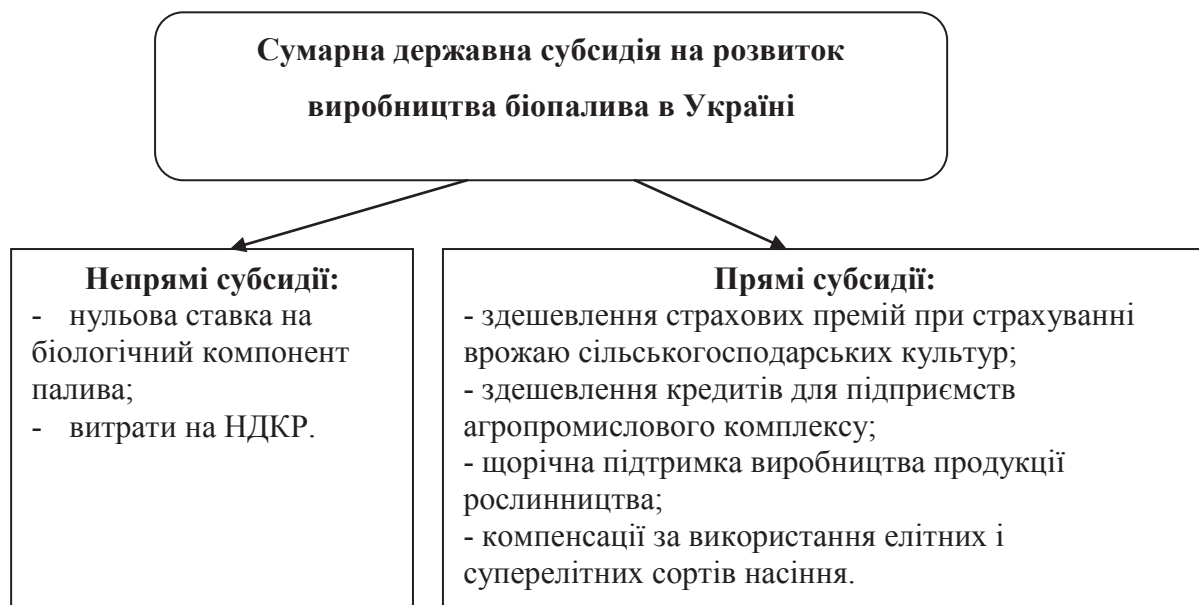 Сумарна державна субсидія на розвиток
виробництва біопалива в Україні
Непрямі субсидії:
- нульова ставка на
біологічний компонент
палива;
- витрати на НДКР.
Прямі субсидії:
- здешевлення страхових премій при страхуванні
врожаю сільськогосподарських культур;
- здешевлення кредитів для підприємств
агропромислового комплексу;
- щорічна підтримка виробництва продукції
рослинництва;
- компенсації за використання елітних і
суперелітних сортів насіння.